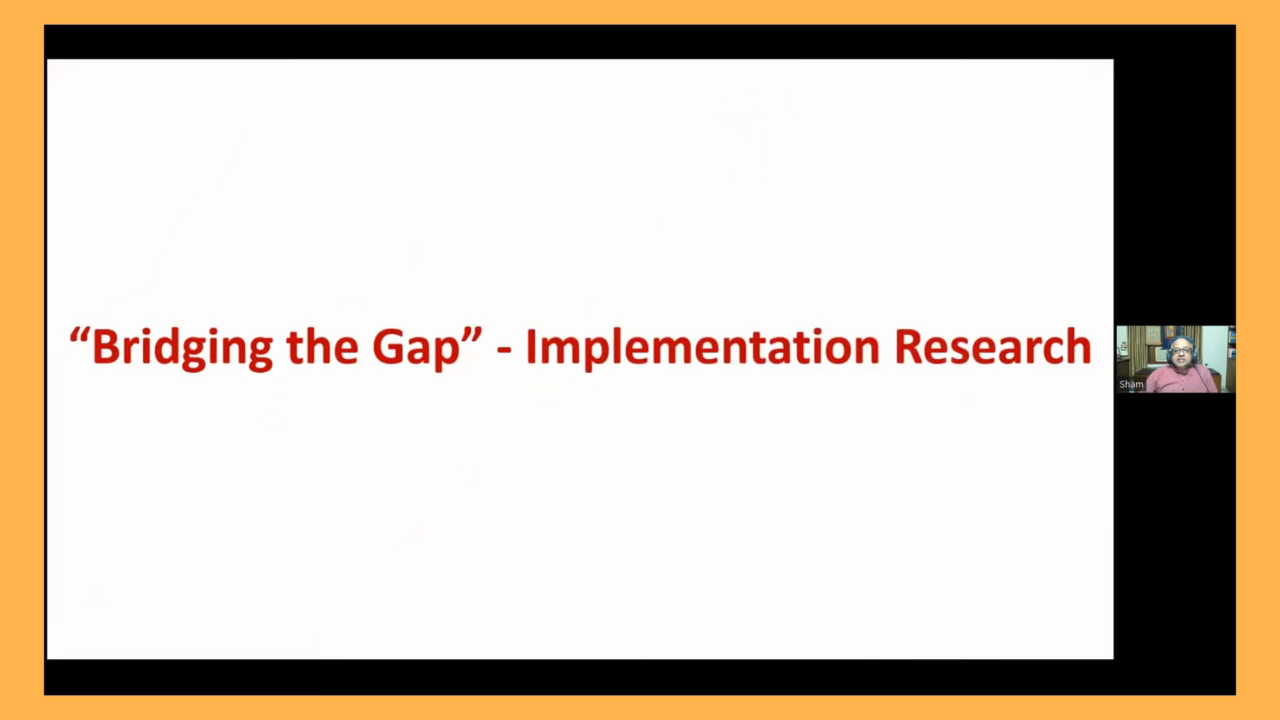 “Bridging the Gap” - Implementation Research
Sham